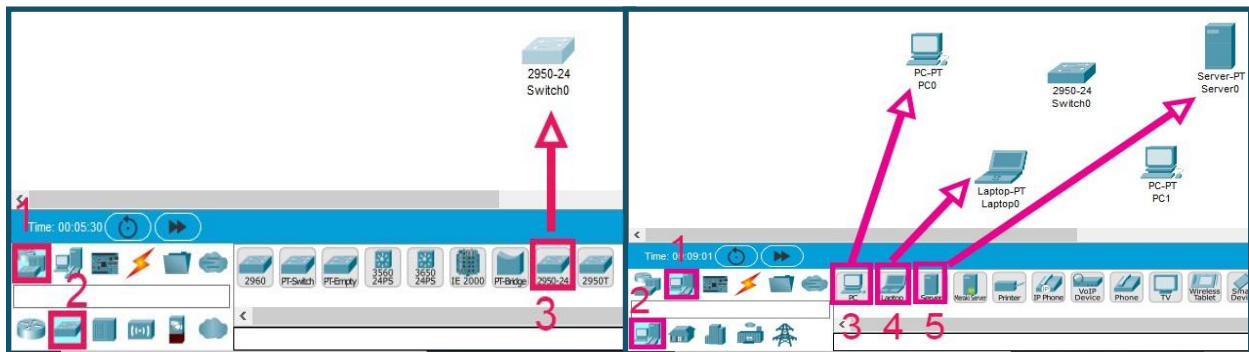 2950-24
Switch0
1
Time: 00:05:30
2
2960
PT-Switch
PT-Empty
3560
24PS
3650
24PS
IE 2000
PT-Bridge
2950-24
2950T
3
PC-PT
PC0
2950-24
Switch0
Server-PT
Server0
Laptop-PT
Laptop0
PC-PT
PC1
1
Time: 00:09:01
2
PC
Laptop
Server
Meraki Server
Printer
IP Phone
VoIP
Device
Phone
TV
Wireless
Tablet
3
4
5